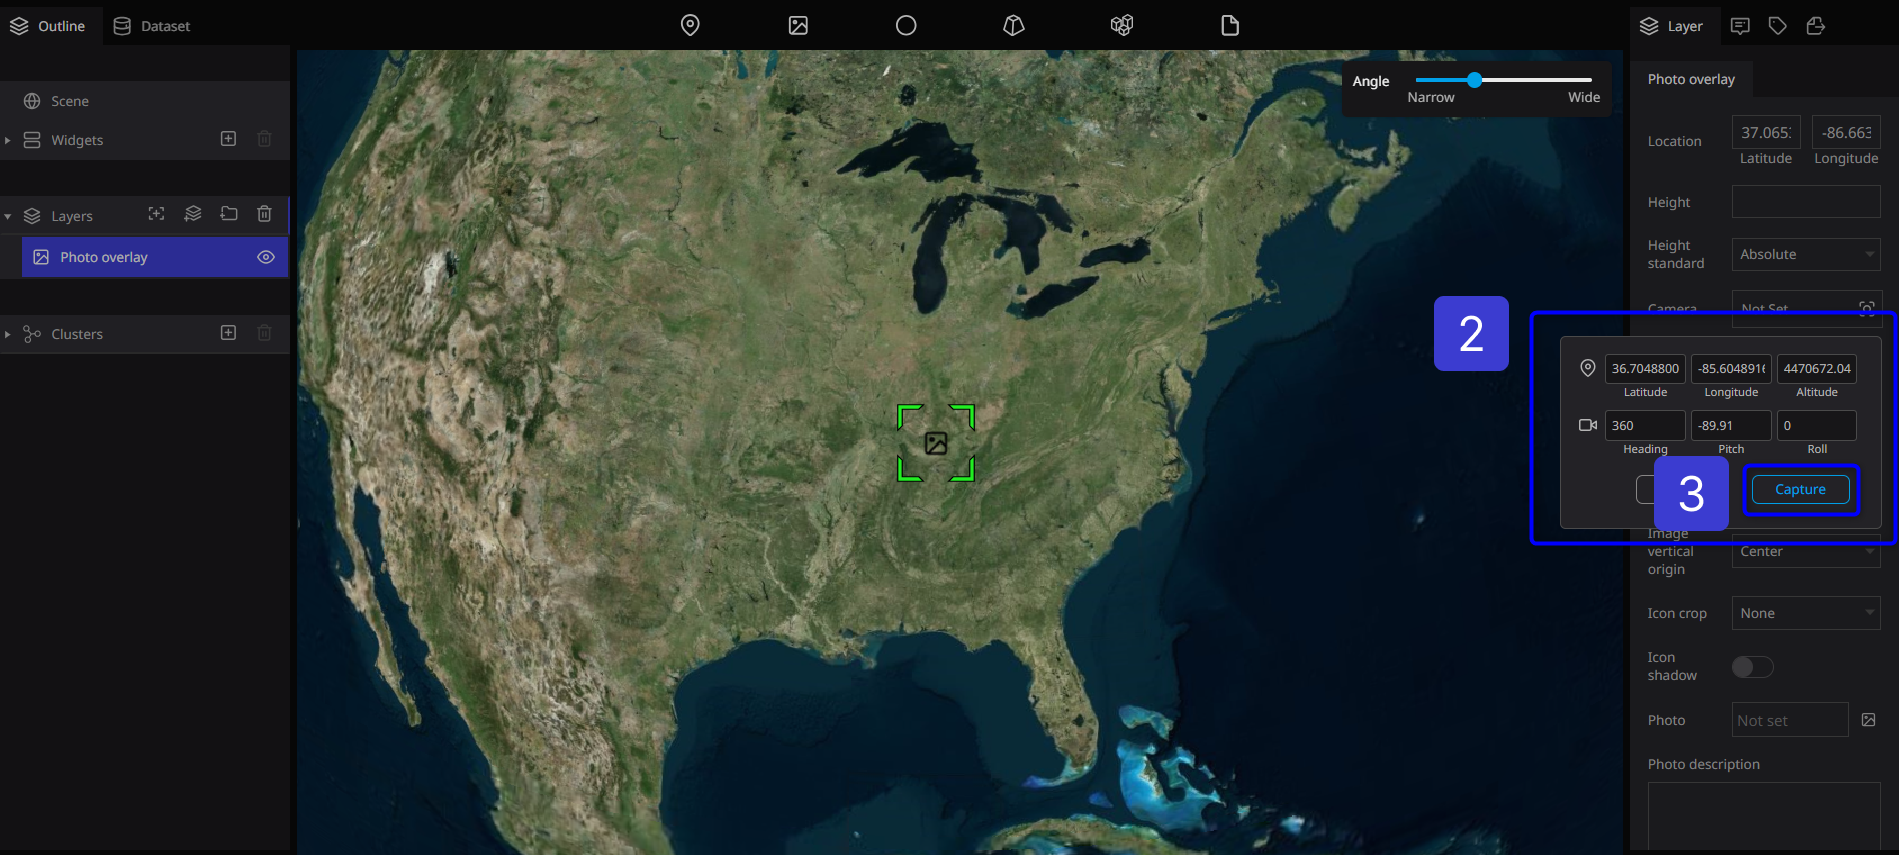 Outline
Dataset
Scene
Widgets
Layers
Photo overlay
Clusters
Angle
Narrow
Wide
Layer
Photo overlay
Location
37.065
-86.663
Latitude
Longitude
Height
Height
standard
Absolute
Camera
Not Set
2
36.7048800
-85.6048916
4470672.04
Latitude
Longitude
Altitude
360
-89.91
0
Heading
Pitch
Roll
3
Capture
Image
vertical
origin
Center
Icon crop
None
Icon
shadow
Photo
Not set
Photo description